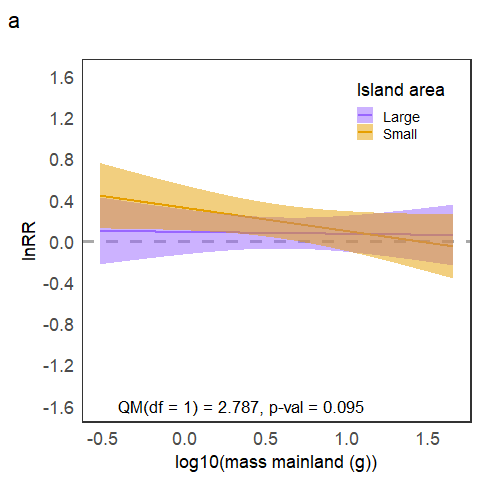 a
Island area
Large
Small
lnRR
1.6
1.2
0.8
0.4
0.0
-0.4
-0.8
-1.2
-1.6
QM(df = 1) = 2.787, p-val = 0.095
-0.5 0.0 0.5 1.0 1.5
log10(mass mainland (g))